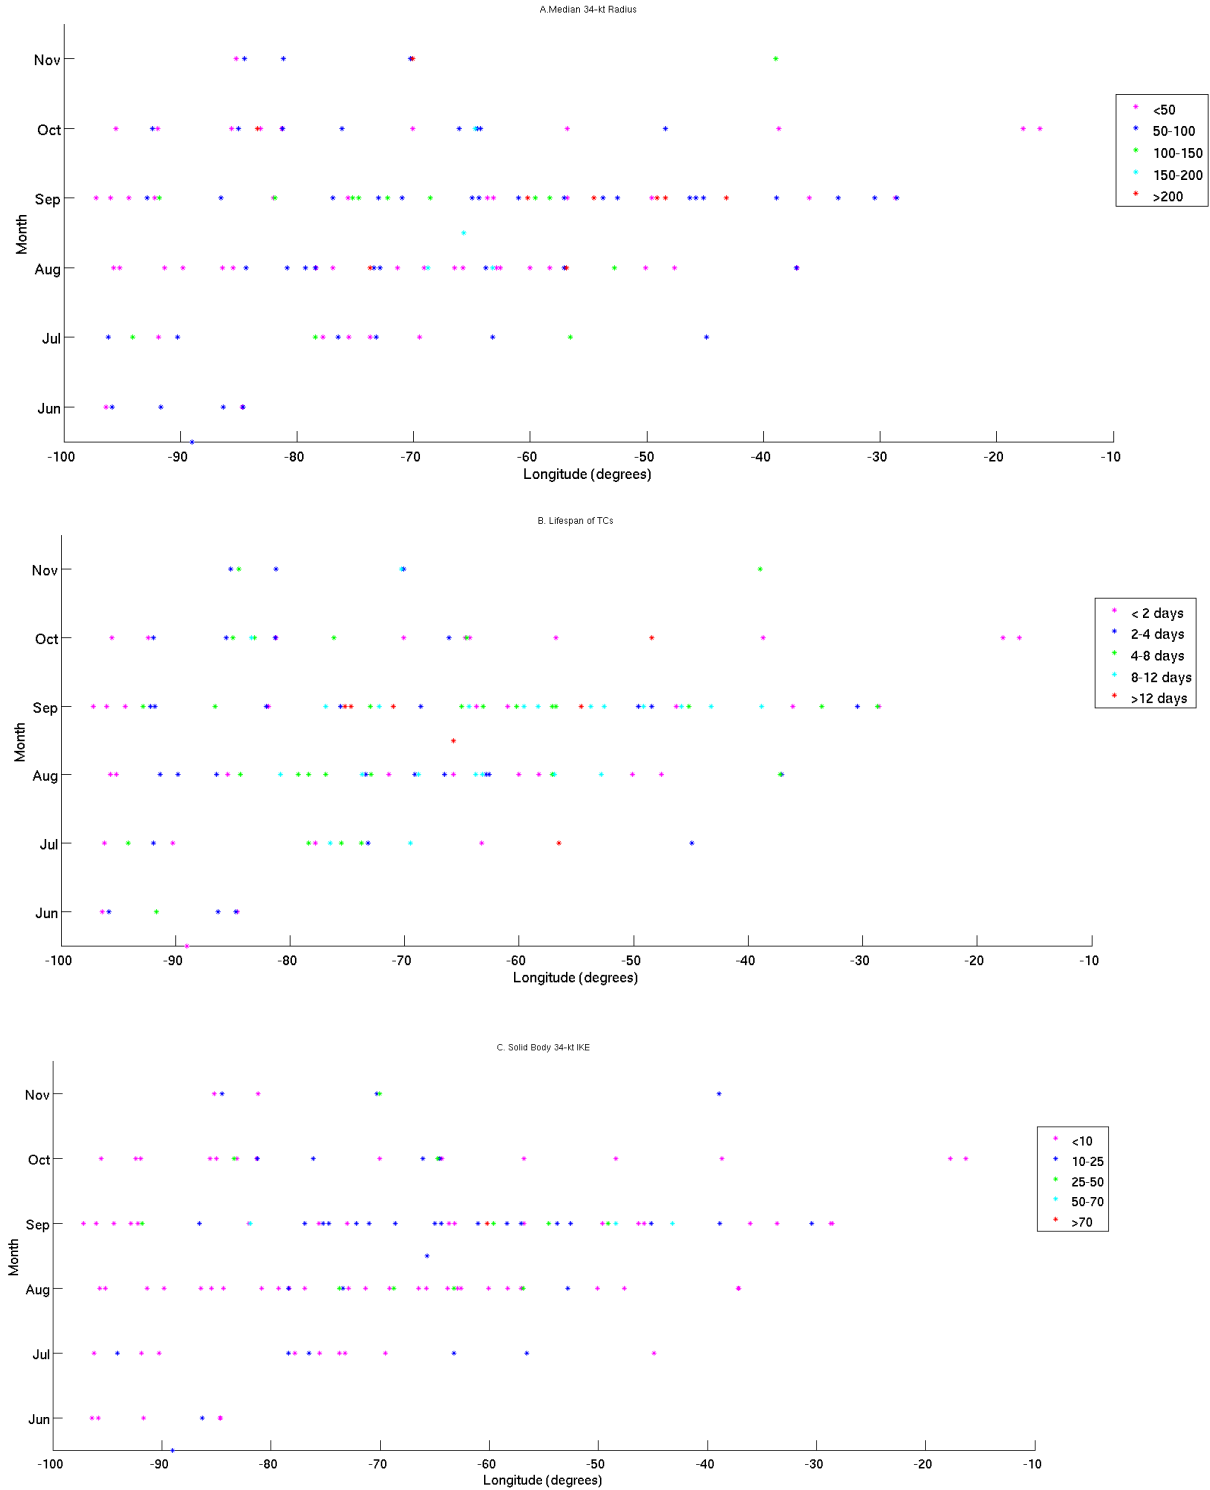 A.Median 34-kt Radius
Nov
Oct
Sep
Aug
Jul
Jun
Month
-100 -90 -80 -70 -60 -50 -40 -30 -20 -10
Longitude (degrees)
<50
50-100
100-150
150-200
>200
B. Lifespan of TCs
Nov
Oct
Sep
Aug
Jul
Jun
Month
-100 -90 -80 -70 -60 -50 -40 -30 -20 -10
Longitude (degrees)
< 2 days
2-4 days
4-8 days
8-12 days
>12 days
C. Solid Body 34-kt IKE
Nov
Oct
Sep
Aug
Jul
Jun
Month
-100 -90 -80 -70 -60 -50 -40 -30 -20 -10
Longitude (degrees)
<10
10-25
25-50
50-70
>70